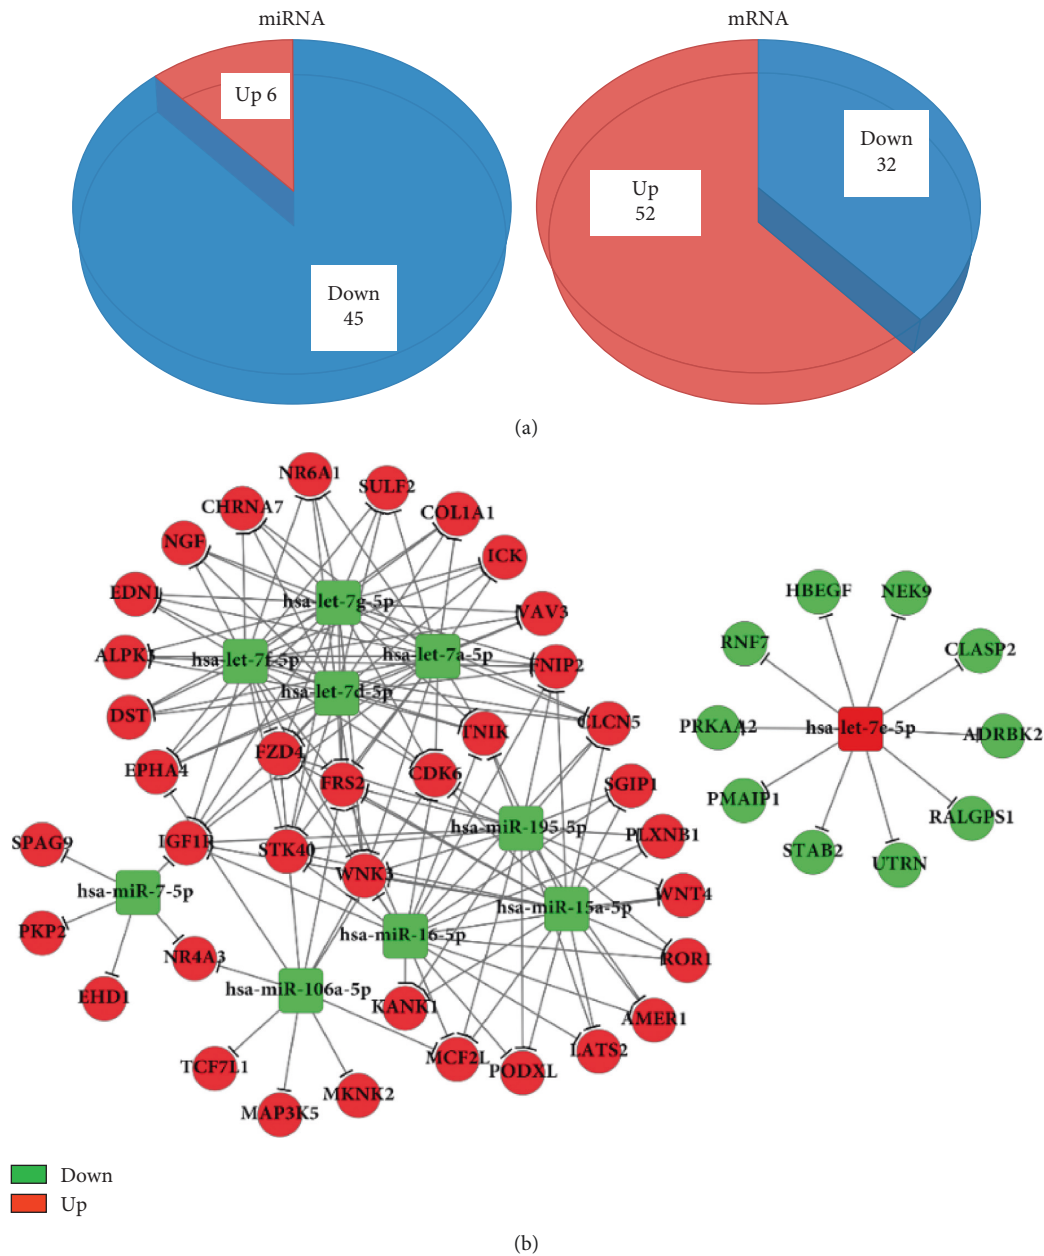 miRNA
mRNA
Up 6
Down
45
Up
52
Down
32
(a)
NR6A1
SULF2
CHRNA7
COL1A1
NGF
ICK
EDN1
VAV3
ALPK3
FNIP2
DST
CLCN5
TNIK
FZD4
EPHA4
FRS2
CDK6
SGIP1
IGF1R
STK40
PLXNB1
WNK3
WNT4
SPAG9
PKP2
NR4A3
EHD1
ROR1
KANK1
AMER1
LATS2
MCF2L
PODXL
TCF7L1
MAP3K5
MKNK2
hsa-let-7g-5p
hsa-let-7f-5p
hsa-let-7a-5p
hsa-let-7d-5p
hsa-miR-195-5p
hsa-miR-15a-5p
hsa-miR-16-5p
hsa-miR-7-5p
hsa-miR-106a-5p
HBEGF
NEK9
RNF7
CLASP2
PRKAA2
hsa-let-7e-5p
ADRBK2
PMAIP1
RALGPS1
STAB2
UTRN
Down
Up
(b)